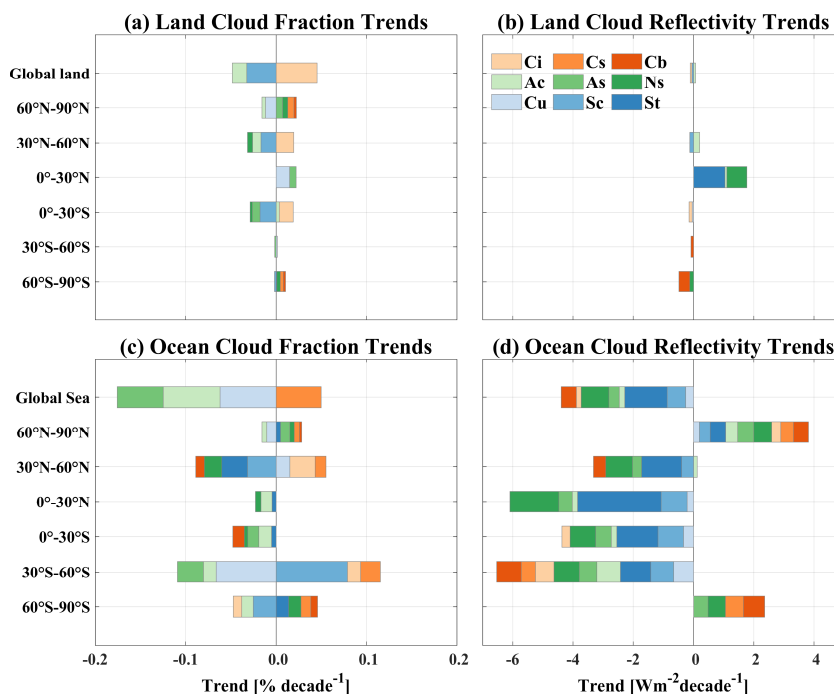 (a) Land Cloud Fraction Trends
(b) Land Cloud Reflectivity Trends
Global land
60°N-90°N
30°N-60°N
0°-30°N
0°-30°S
30°S-60°S
60°S-90°S
Ci Cs Cb
Ac As Ns
Cu Sc St
(c) Ocean Cloud Fraction Trends
(d) Ocean Cloud Reflectivity Trends
Global Sea
60°N-90°N
30°N-60°N
0°-30°N
0°-30°S
30°S-60°S
60°S-90°S
-0.2 -0.1 0.0 0.1 0.2
-6 -4 -2 0 2 4
Trend [% decade⁻¹]
Trend [Wm⁻²decade⁻¹]